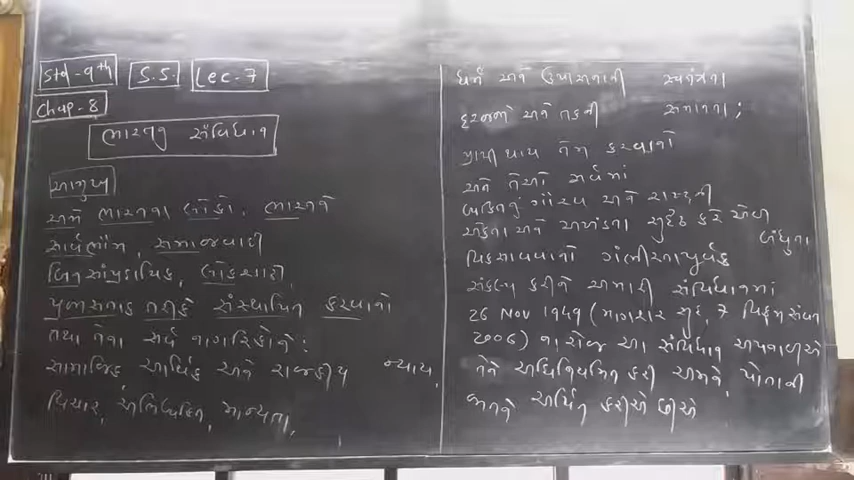 Std - 9th S.S. Lec - 7
Chap - 8
ભારતનું સંવિધાન
આમુખ
અમે ભારતના લોકો, ભારતને
સાર્વભૌમ, સમાજવાદી
બિનસાંપ્રદાયિક, લોકશાહી,
પ્રજાસત્તાક તરીકે સંસ્થાપિત કરવાનો
તથા તેના સર્વ નાગરિકોને :
સામાજિક આર્થિક અને રાજકીય ન્યાય,
વિચાર, અભિવ્યક્તિ, માન્યતા,
ધર્મ અને ઉપાસનાની સ્વતંત્રતા
દરજ્જો અને તકની સમાનતા ;
પ્રાપ્ત થાય તેમ કરવાનો
અને તેઓ સર્વમાં
વ્યક્તિનું ગૌરવ અને રાષ્ટ્રની
એકતા અને અખંડતા સુદૃઢ કરે એવી
બંધુતા
વિકસાવવાનો ગંભીરતાપૂર્વક
સંકલ્પ કરીને અમારી સંવિધાનમાં
26 Nov 1949 (માગશર સુદ, 7 વિક્રમ સંવત
2006) ના રોજ આ સંવિધાન અપનાવીએ
તેને અધિનિયમિત કરી અમને, પોતાની
જાતને અર્પિત કરીએ છીએ